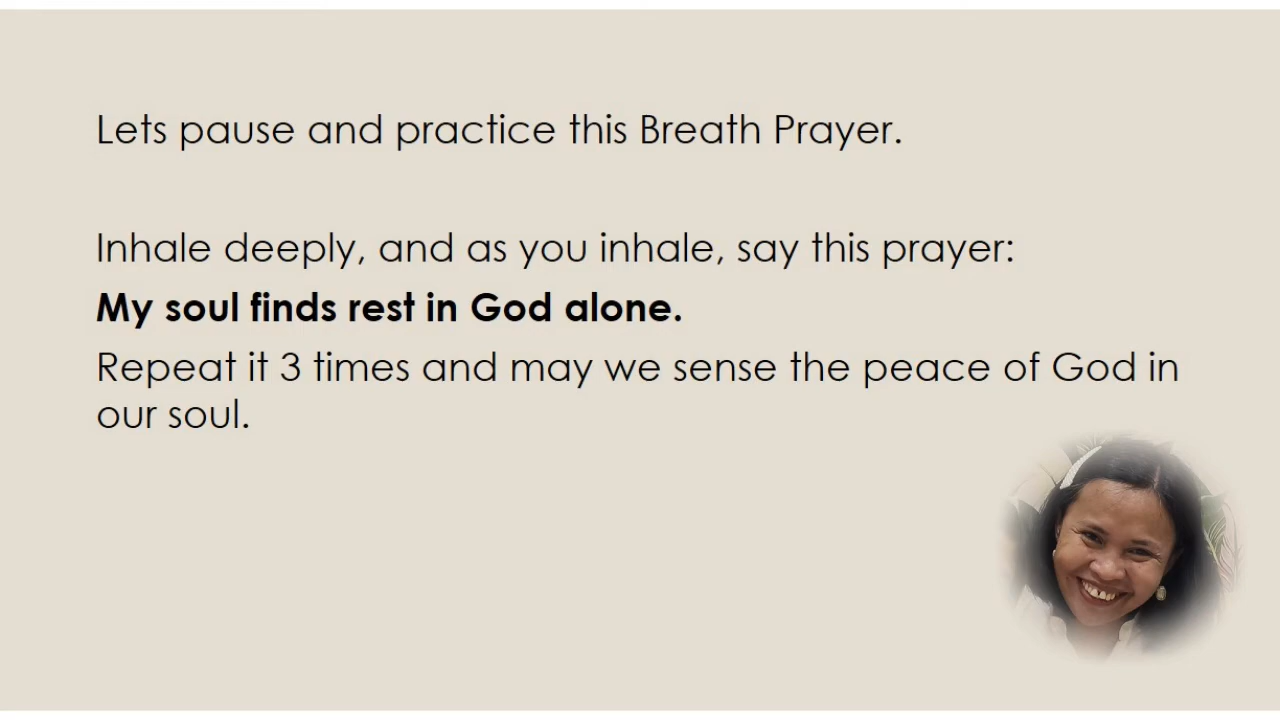 Lets pause and practice this Breath Prayer.
Inhale deeply, and as you inhale, say this prayer:
My soul finds rest in God alone.
Repeat it 3 times and may we sense the peace of God in
our soul.